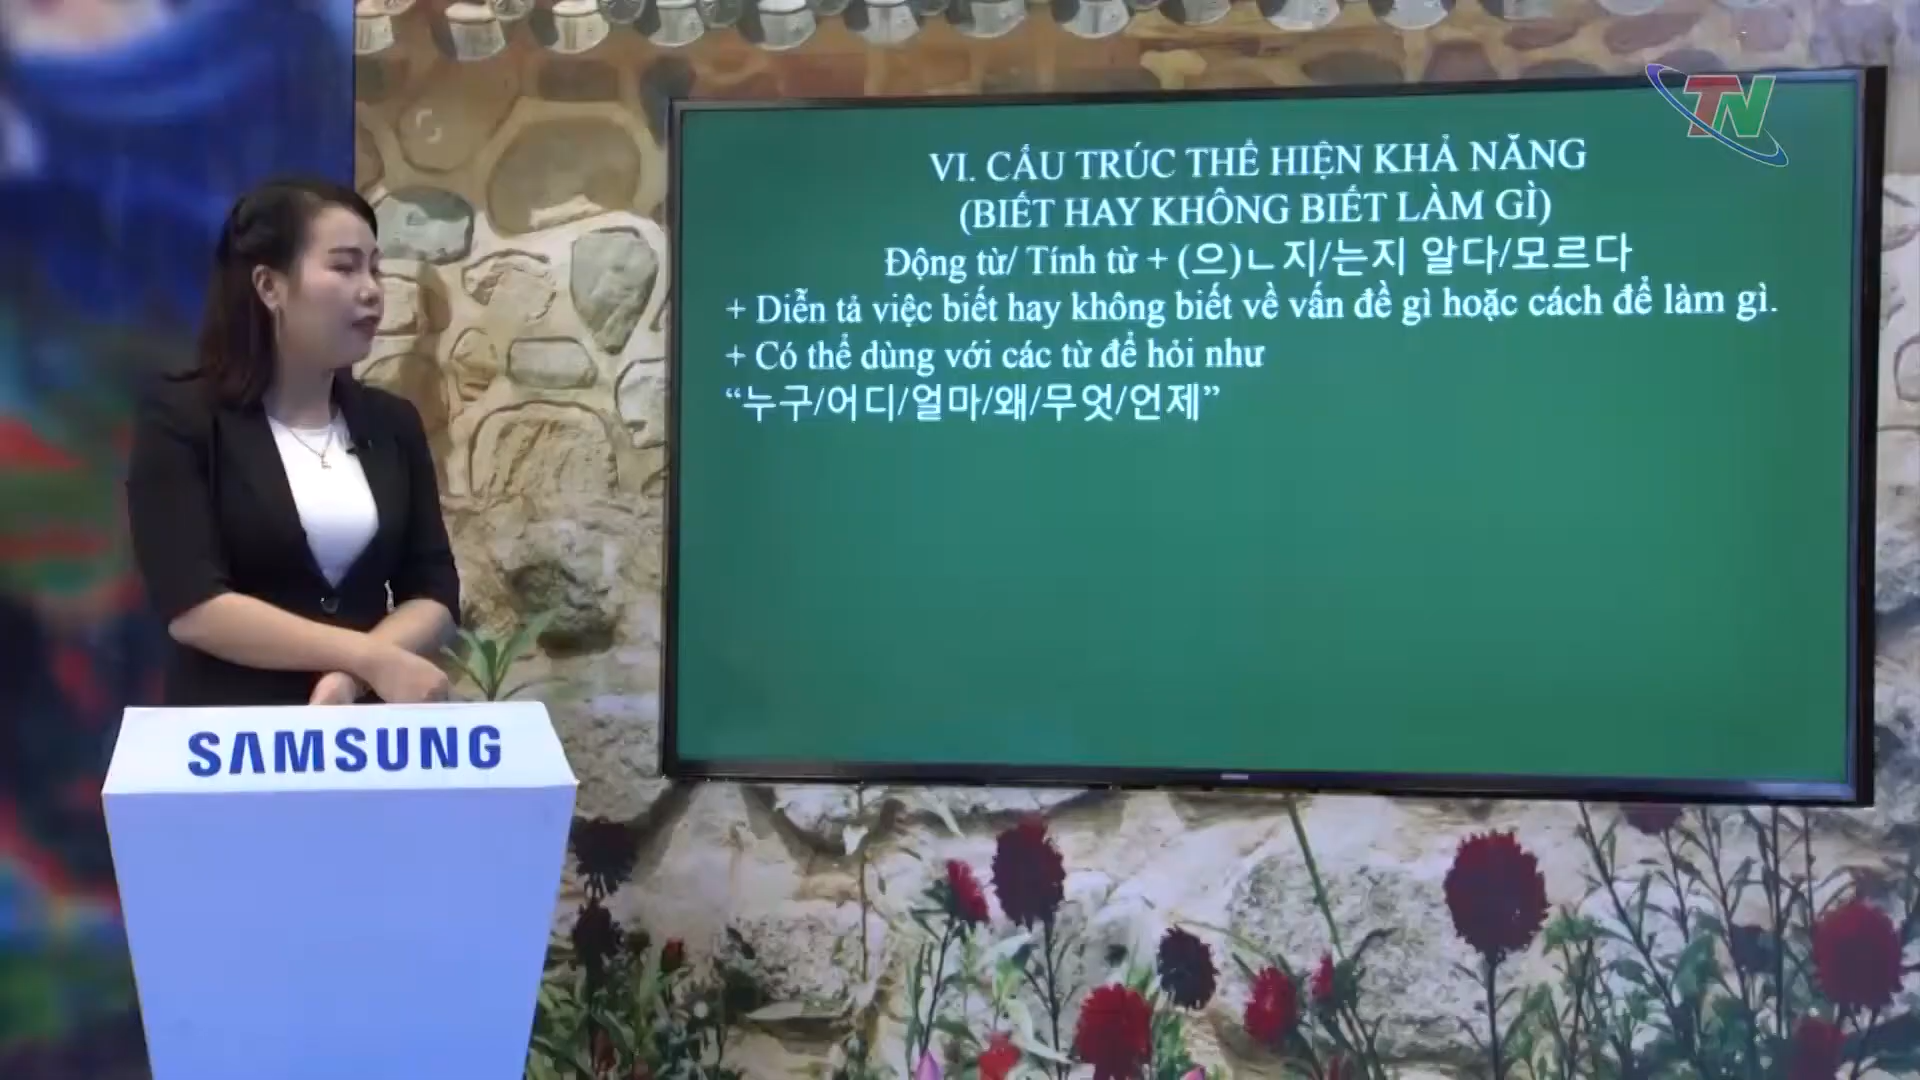 TN
VI. CẤU TRÚC THỂ HIỆN KHẢ NĂNG
(BIẾT HAY KHÔNG BIẾT LÀM GÌ)
Động từ/ Tính từ + (으)ㄴ지/는지 알다/모르다
+ Diễn tả việc biết hay không biết về vấn đề gì hoặc cách để làm gì.
+ Có thể dùng với các từ để hỏi như
“누구/어디/얼마/왜/무엇/언제”
SAMSUNG